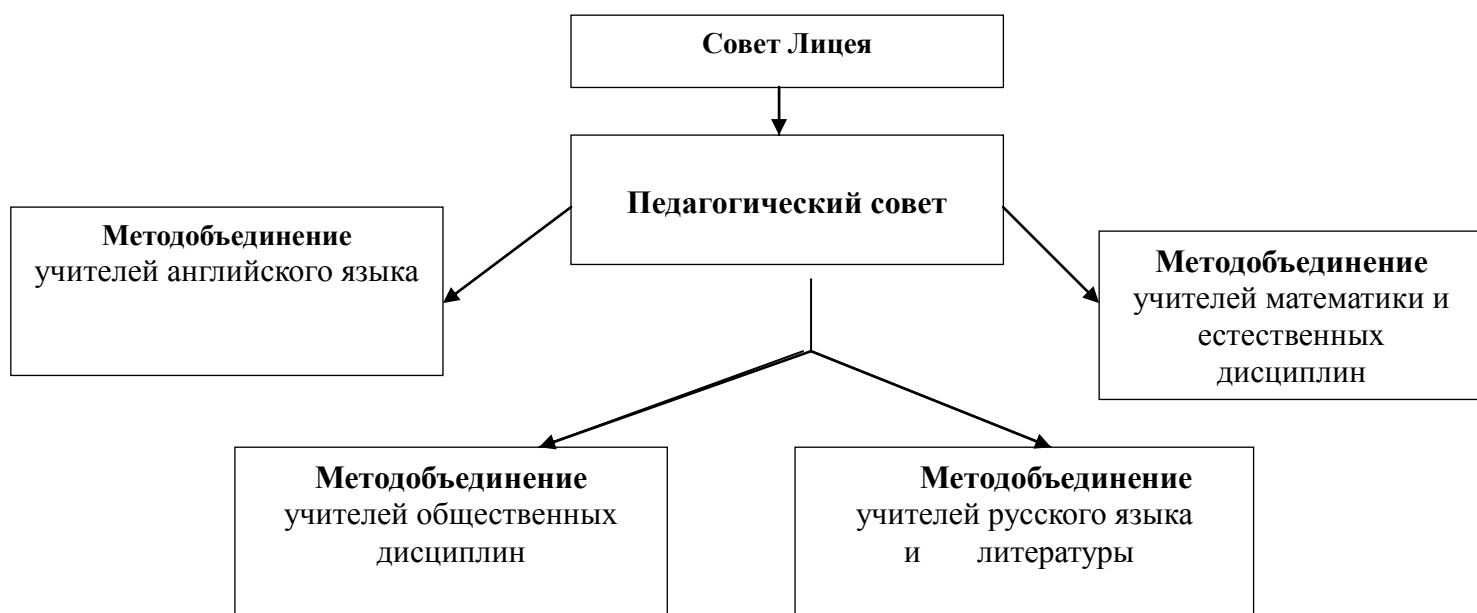 Совет Лицея
Педагогический совет
Методобъединение
учителей английского языка
Методобъединение
учителей математики и
естественных
дисциплин
Методобъединение
учителей общественных
дисциплин
Методобъединение
учителей русского языка
и литературы